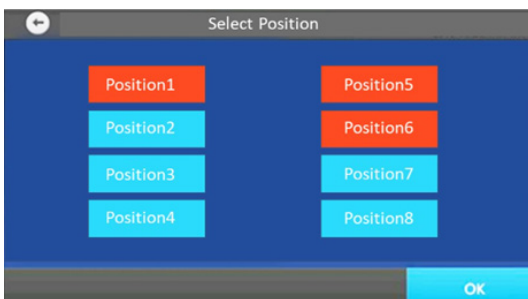 Select Position
Position1
Position5
Position2
Position6
Position3
Position7
Position4
Position8
OK